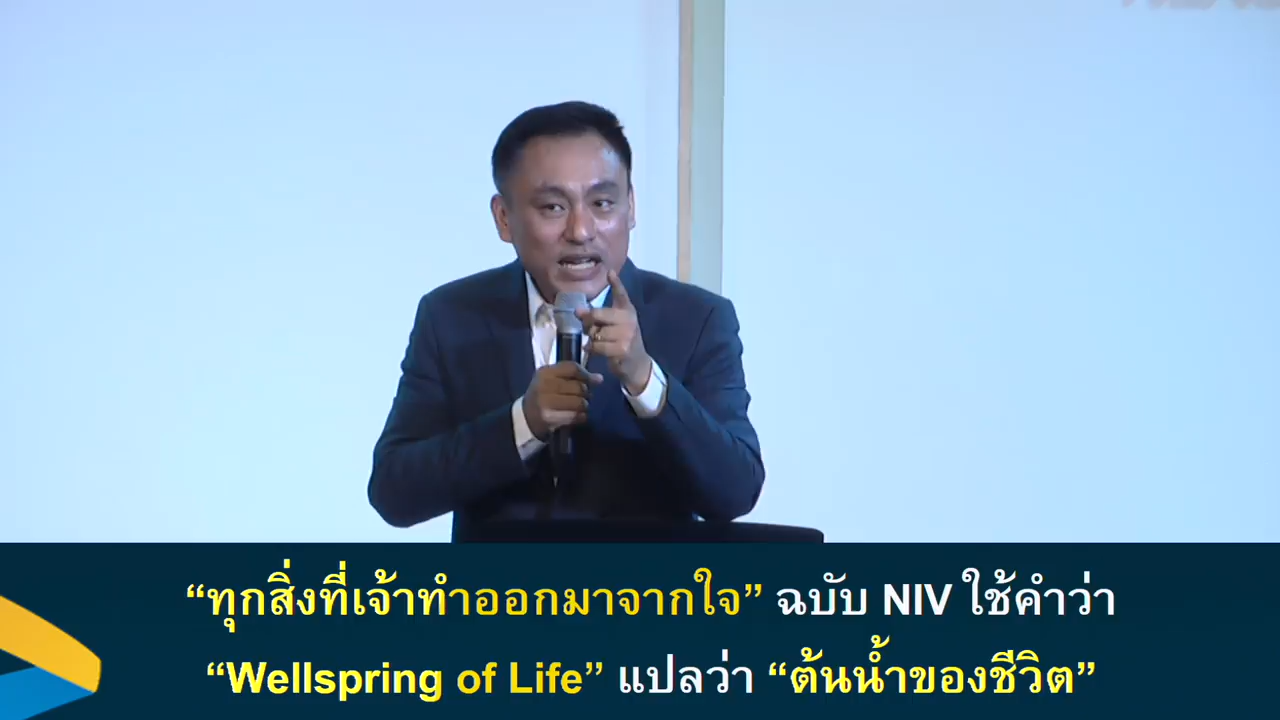 “ทุกสิ่งที่เจ้าทำออกมาจากใจ” ฉบับ NIV ใช้คำว่า
“Wellspring of Life” แปลว่า “ต้นน้ำของชีวิต”